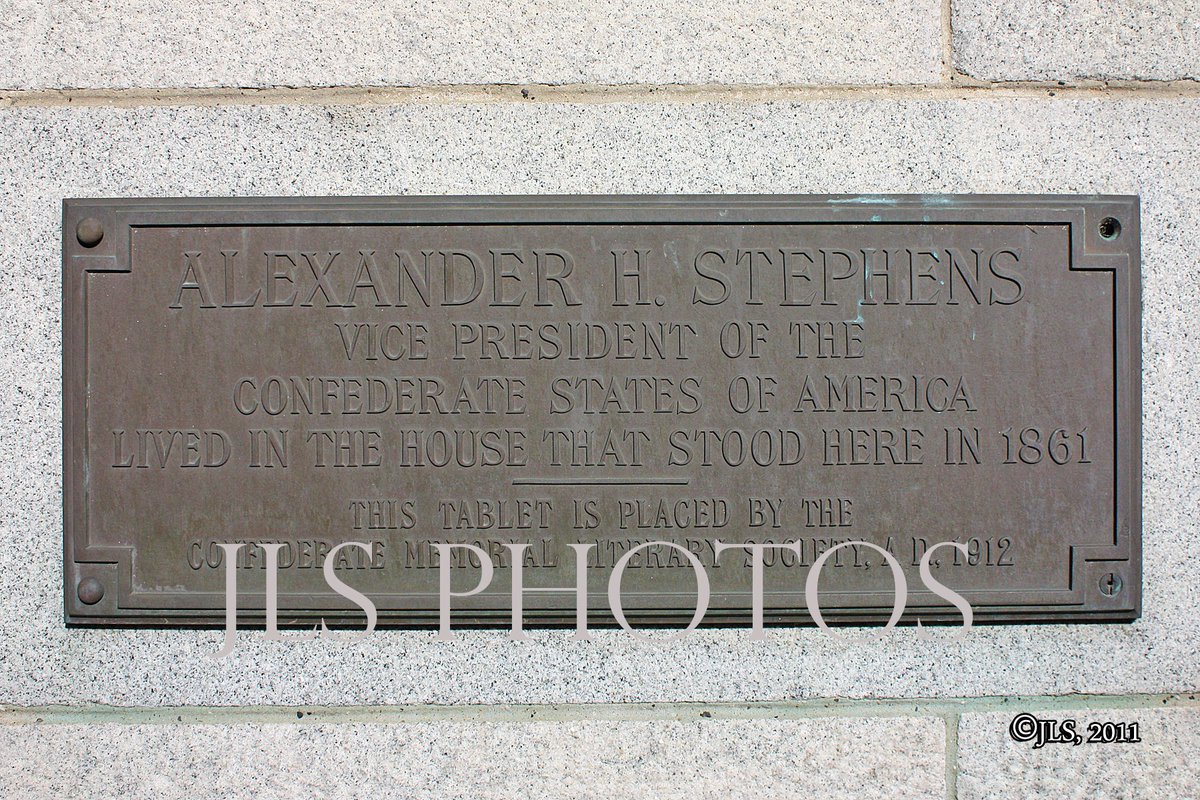 ALEXANDER H. STEPHENS
VICE PRESIDENT OF THE
CONFEDERATE STATES OF AMERICA
LIVED IN THE HOUSE THAT STOOD HERE IN 1861
THIS TABLET IS PLACED BY THE
CONFEDERATE MEMORIAL LITERARY SOCIETY, A.D. 1912
JLS PHOTOS
©JLS, 2011